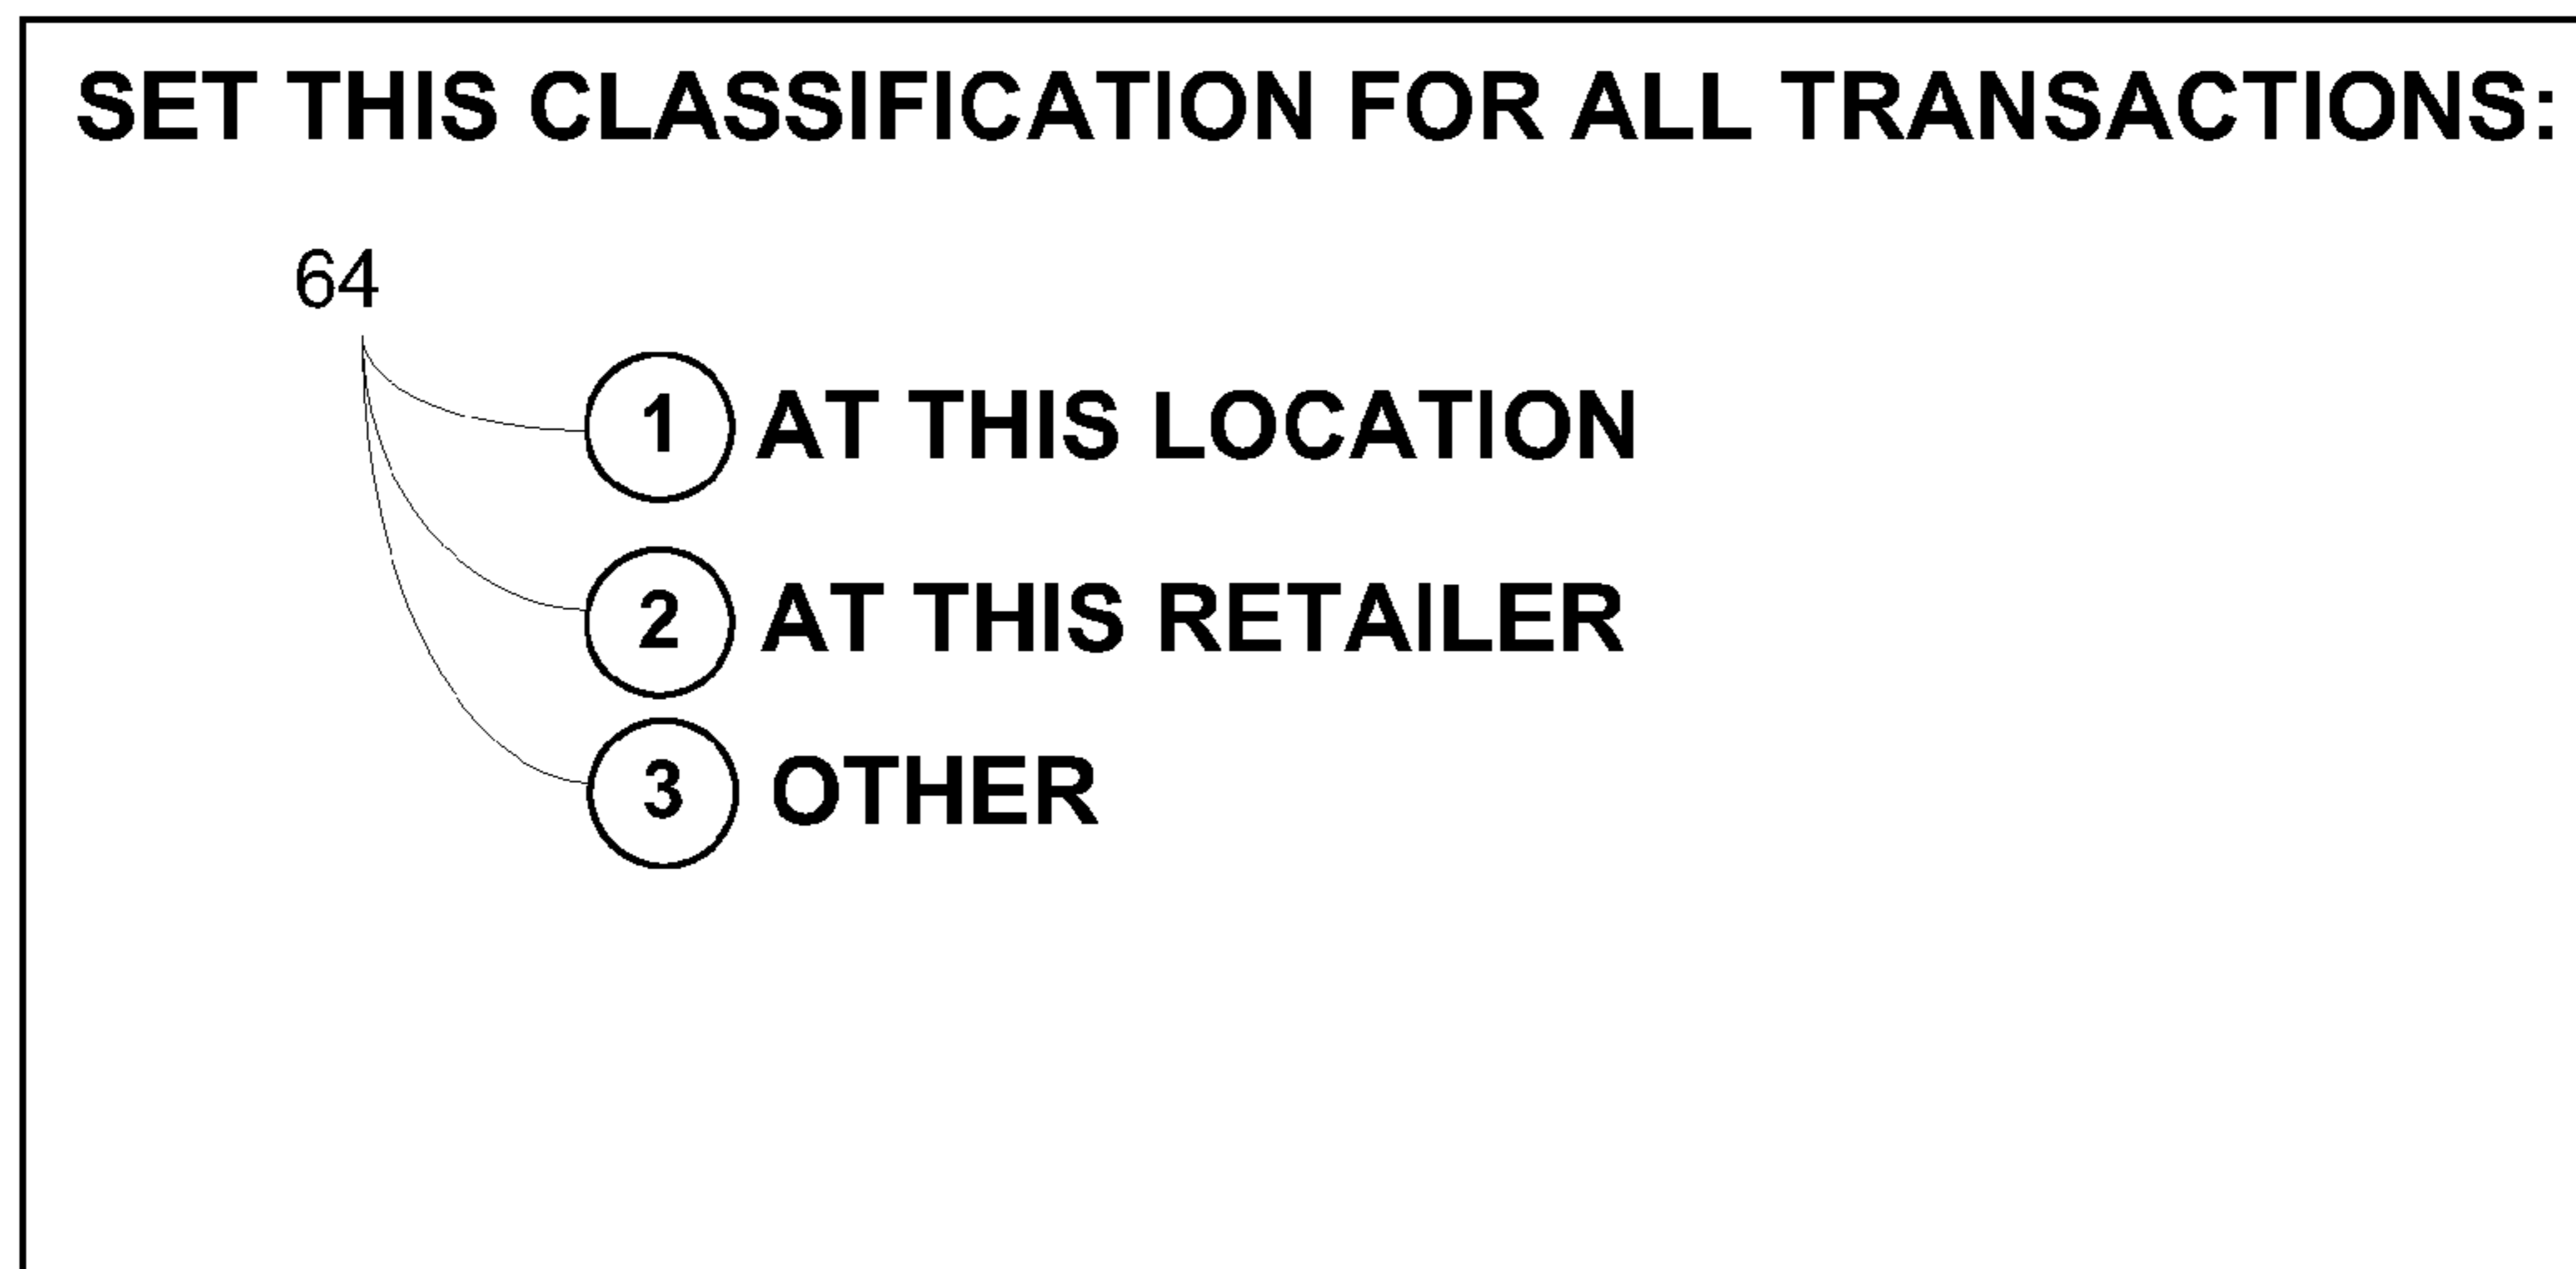 SET THIS CLASSIFICATION FOR ALL TRANSACTIONS:
64
1 AT THIS LOCATION
2 AT THIS RETAILER
3 OTHER